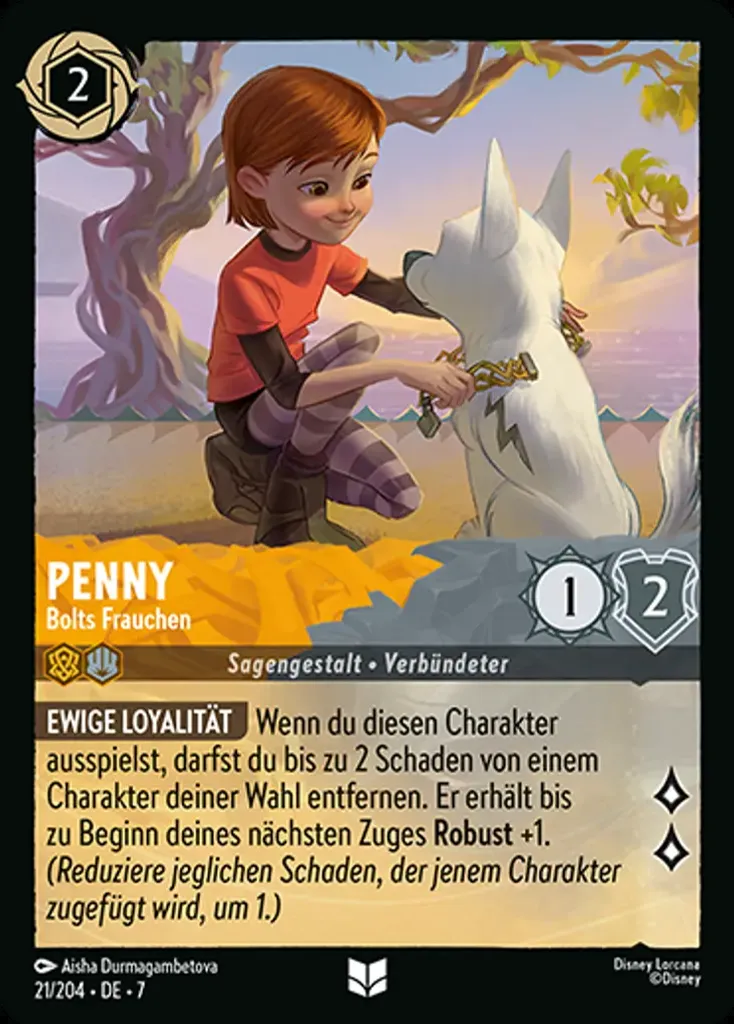 2
PENNY
Bolts Frauchen
1
2
Sagengestalt • Verbündeter
EWIGE LOYALITÄT Wenn du diesen Charakter
ausspielst, darfst du bis zu 2 Schaden von einem
Charakter deiner Wahl entfernen. Er erhält bis
zu Beginn deines nächsten Zuges Robust +1.
(Reduziere jeglichen Schaden, der jenem Charakter
zugefügt wird, um 1.)
Aisha Durmagambetova
21/204 • DE • 7
Disney Lorcana
©Disney